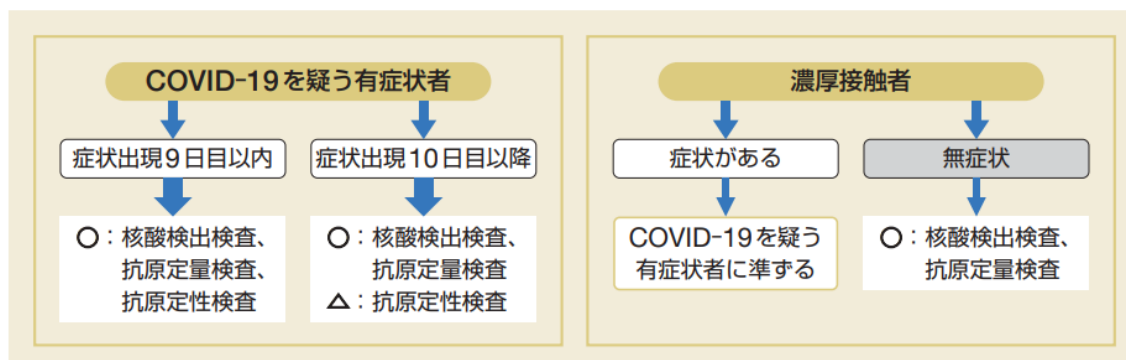 COVID-19を疑う有症状者
症状出現9日目以内
○：核酸検出検査、
抗原定量検査、
抗原定性検査
症状出現10日目以降
○：核酸検出検査、
抗原定量検査
△：抗原定性検査
濃厚接触者
症状がある
COVID-19を疑う
有症状者に準ずる
無症状
○：核酸検出検査、
抗原定量検査